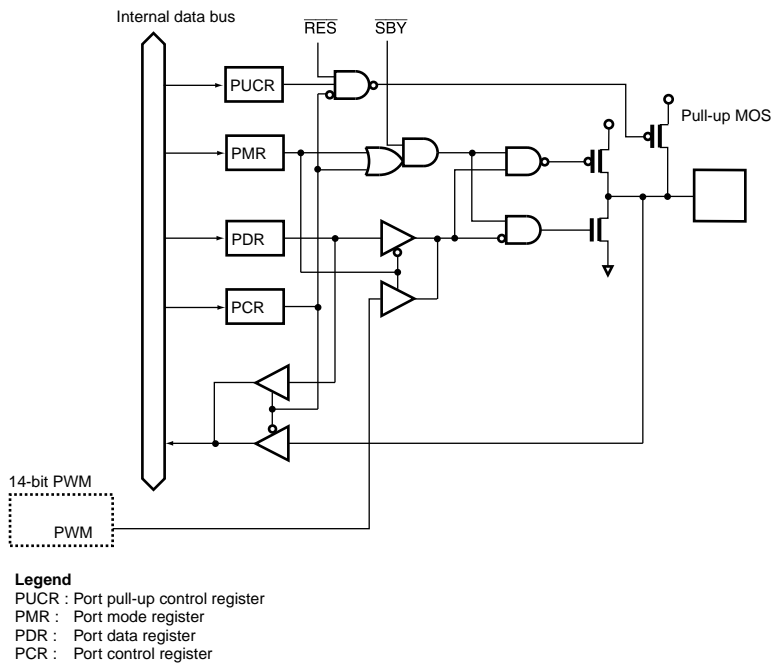 Internal data bus
RES
SBY
PUCR
Pull-up MOS
PMR
PDR
PCR
14-bit PWM
PWM
Legend
PUCR : Port pull-up control register
PMR : Port mode register
PDR : Port data register
PCR : Port control register